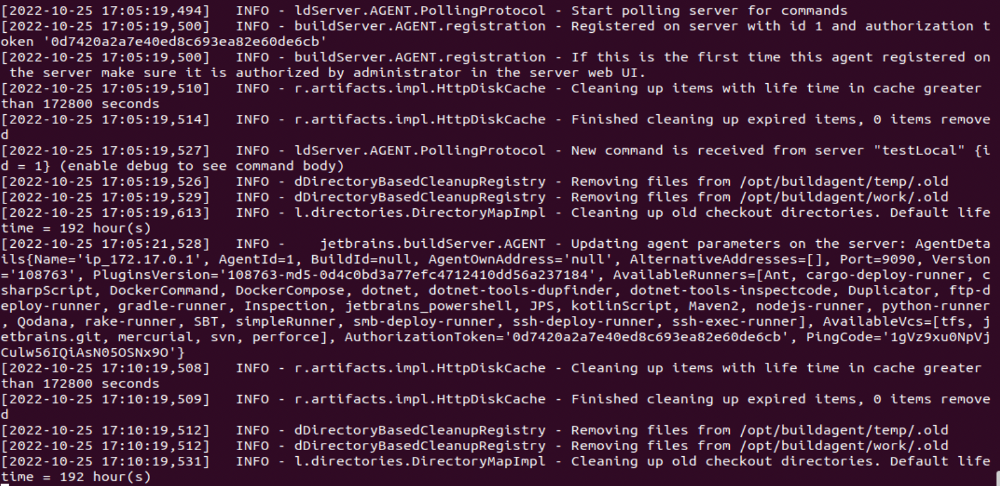 [2022-10-25 17:05:19,494]   INFO - ldServer.AGENT.PollingProtocol - Start polling server for commands
[2022-10-25 17:05:19,500]   INFO - buildServer.AGENT.registration - Registered on server with id 1 and authorization t
oken '0d7420a2a7e40ed8c693ea82e60de6cb'
[2022-10-25 17:05:19,500]   INFO - buildServer.AGENT.registration - If this is the first time this agent registered on
 the server make sure it is authorized by administrator in the server web UI.
[2022-10-25 17:05:19,510]   INFO - r.artifacts.impl.HttpDiskCache - Cleaning up items with life time in cache greater
than 172800 seconds
[2022-10-25 17:05:19,514]   INFO - r.artifacts.impl.HttpDiskCache - Finished cleaning up expired items, 0 items remove
d
[2022-10-25 17:05:19,527]   INFO - ldServer.AGENT.PollingProtocol - New command is received from server "testLocal" {i
d = 1} (enable debug to see command body)
[2022-10-25 17:05:19,526]   INFO - dDirectoryBasedCleanupRegistry - Removing files from /opt/buildagent/temp/.old
[2022-10-25 17:05:19,529]   INFO - dDirectoryBasedCleanupRegistry - Removing files from /opt/buildagent/work/.old
[2022-10-25 17:05:19,613]   INFO - l.directories.DirectoryMapImpl - Cleaning up old checkout directories. Default life
time = 192 hour(s)
[2022-10-25 17:05:21,528]   INFO -    jetbrains.buildServer.AGENT - Updating agent parameters on the server: AgentDeta
ils{Name='ip_172.17.0.1', AgentId=1, BuildId=null, AgentOwnAddress='null', AlternativeAddresses=[], Port=9090, Version
='108763', PluginsVersion='108763-md5-0d4c0bd3a77efc4712410dd56a237184', AvailableRunners=[Ant, cargo-deploy-runner, c
sharpScript, DockerCommand, DockerCompose, dotnet, dotnet-tools-dupfinder, dotnet-tools-inspectcode, Duplicator, ftp-d
eploy-runner, gradle-runner, Inspection, jetbrains_powershell, JPS, kotlinScript, Maven2, nodejs-runner, python-runner
, Qodana, rake-runner, SBT, simpleRunner, smb-deploy-runner, ssh-deploy-runner, ssh-exec-runner], AvailableVcs=[tfs, j
etbrains.git, mercurial, svn, perforce], AuthorizationToken='0d7420a2a7e40ed8c693ea82e60de6cb', PingCode='1gVz9xu0NpVj
Culw56IQiAsN05OSNx9O'}
[2022-10-25 17:10:19,508]   INFO - r.artifacts.impl.HttpDiskCache - Cleaning up items with life time in cache greater
than 172800 seconds
[2022-10-25 17:10:19,509]   INFO - r.artifacts.impl.HttpDiskCache - Finished cleaning up expired items, 0 items remove
d
[2022-10-25 17:10:19,512]   INFO - dDirectoryBasedCleanupRegistry - Removing files from /opt/buildagent/temp/.old
[2022-10-25 17:10:19,512]   INFO - dDirectoryBasedCleanupRegistry - Removing files from /opt/buildagent/work/.old
[2022-10-25 17:10:19,531]   INFO - l.directories.DirectoryMapImpl - Cleaning up old checkout directories. Default life
time = 192 hour(s)